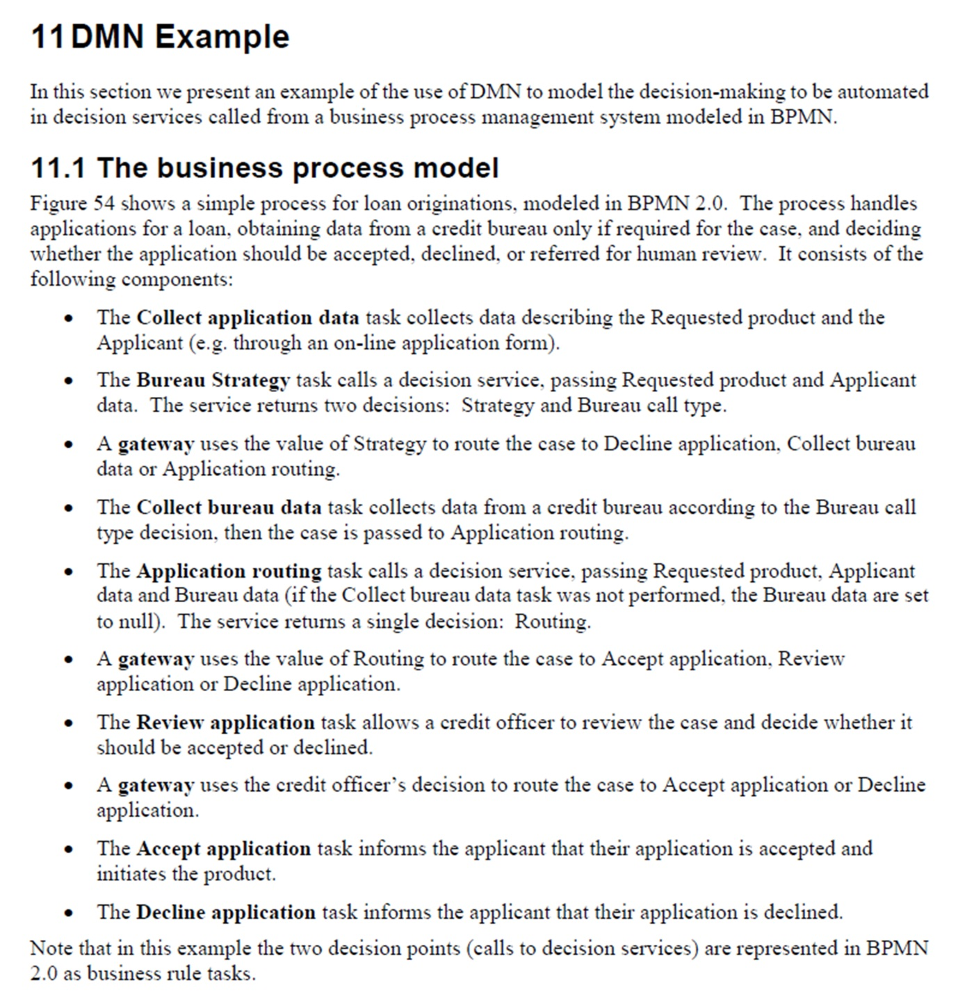 11 DMN Example
In this section we present an example of the use of DMN to model the decision-making to be automated
in decision services called from a business process management system modeled in BPMN.
11.1 The business process model
Figure 54 shows a simple process for loan originations, modeled in BPMN 2.0.  The process handles
applications for a loan, obtaining data from a credit bureau only if required for the case, and deciding
whether the application should be accepted, declined, or referred for human review.  It consists of the
following components:
• The Collect application data task collects data describing the Requested product and the
Applicant (e.g. through an on-line application form).
• The Bureau Strategy task calls a decision service, passing Requested product and Applicant
data.  The service returns two decisions:  Strategy and Bureau call type.
• A gateway uses the value of Strategy to route the case to Decline application, Collect bureau
data or Application routing.
• The Collect bureau data task collects data from a credit bureau according to the Bureau call
type decision, then the case is passed to Application routing.
• The Application routing task calls a decision service, passing Requested product, Applicant
data and Bureau data (if the Collect bureau data task was not performed, the Bureau data are set
to null).  The service returns a single decision:  Routing.
• A gateway uses the value of Routing to route the case to Accept application, Review
application or Decline application.
• The Review application task allows a credit officer to review the case and decide whether it
should be accepted or declined.
• A gateway uses the credit officer’s decision to route the case to Accept application or Decline
application.
• The Accept application task informs the applicant that their application is accepted and
initiates the product.
• The Decline application task informs the applicant that their application is declined.
Note that in this example the two decision points (calls to decision services) are represented in BPMN
2.0 as business rule tasks.